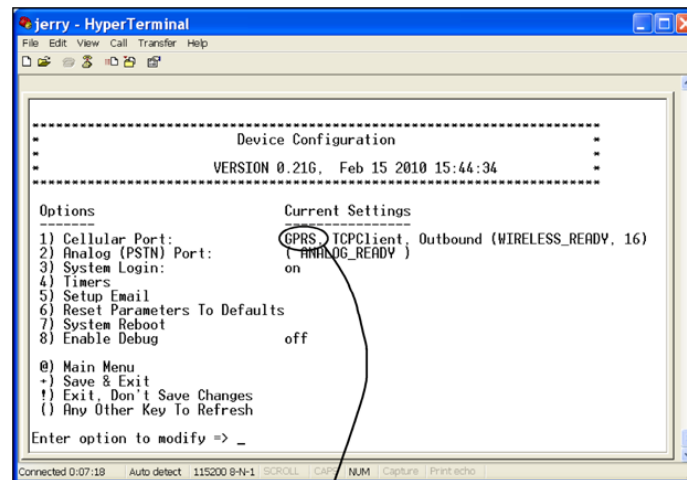 jerry - HyperTerminal
File Edit View Call Transfer Help
Device Configuration
VERSION 0.21G, Feb 15 2010 15:44:34
Options Current Settings
1) Cellular Port: GPRS, TCPClient, Outbound (WIRELESS_READY, 16)
2) Analog (PSTN) Port: ( ANALOG_READY )
3) System Login: on
4) Timers
5) Setup Email
6) Reset Parameters To Defaults
7) System Reboot
8) Enable Debug off
@) Main Menu
+) Save & Exit
!) Exit, Don't Save Changes
() Any Other Key To Refresh
Enter option to modify => _
Connected 0:07:18 Auto detect 115200 8-N-1 SCROLL CAPS NUM Capture Print echo